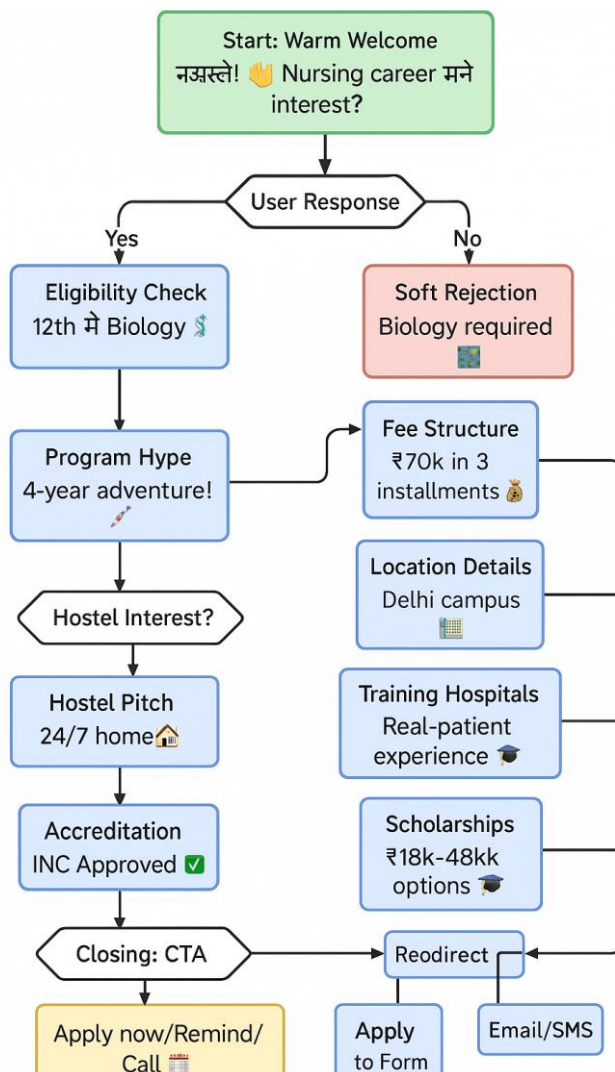 Start: Warm Welcome
नअस्ले! 👋 Nursing career मने
interest?
User Response
Yes
No
Eligibility Check
12th मे Biology 🧬
Soft Rejection
Biology required
Program Hype
4-year adventure!
Fee Structure
₹70k in 3
installments 💰
Location Details
Delhi campus
Hostel Interest?
Hostel Pitch
24/7 home 🏠
Training Hospitals
Real-patient
experience 🎓
Accreditation
INC Approved ✅
Scholarships
₹18k-48kk
options 🎓
Closing: CTA
Reodirect
Apply now/Remind/
Call 🗓️
Apply
to Form
Email/SMS